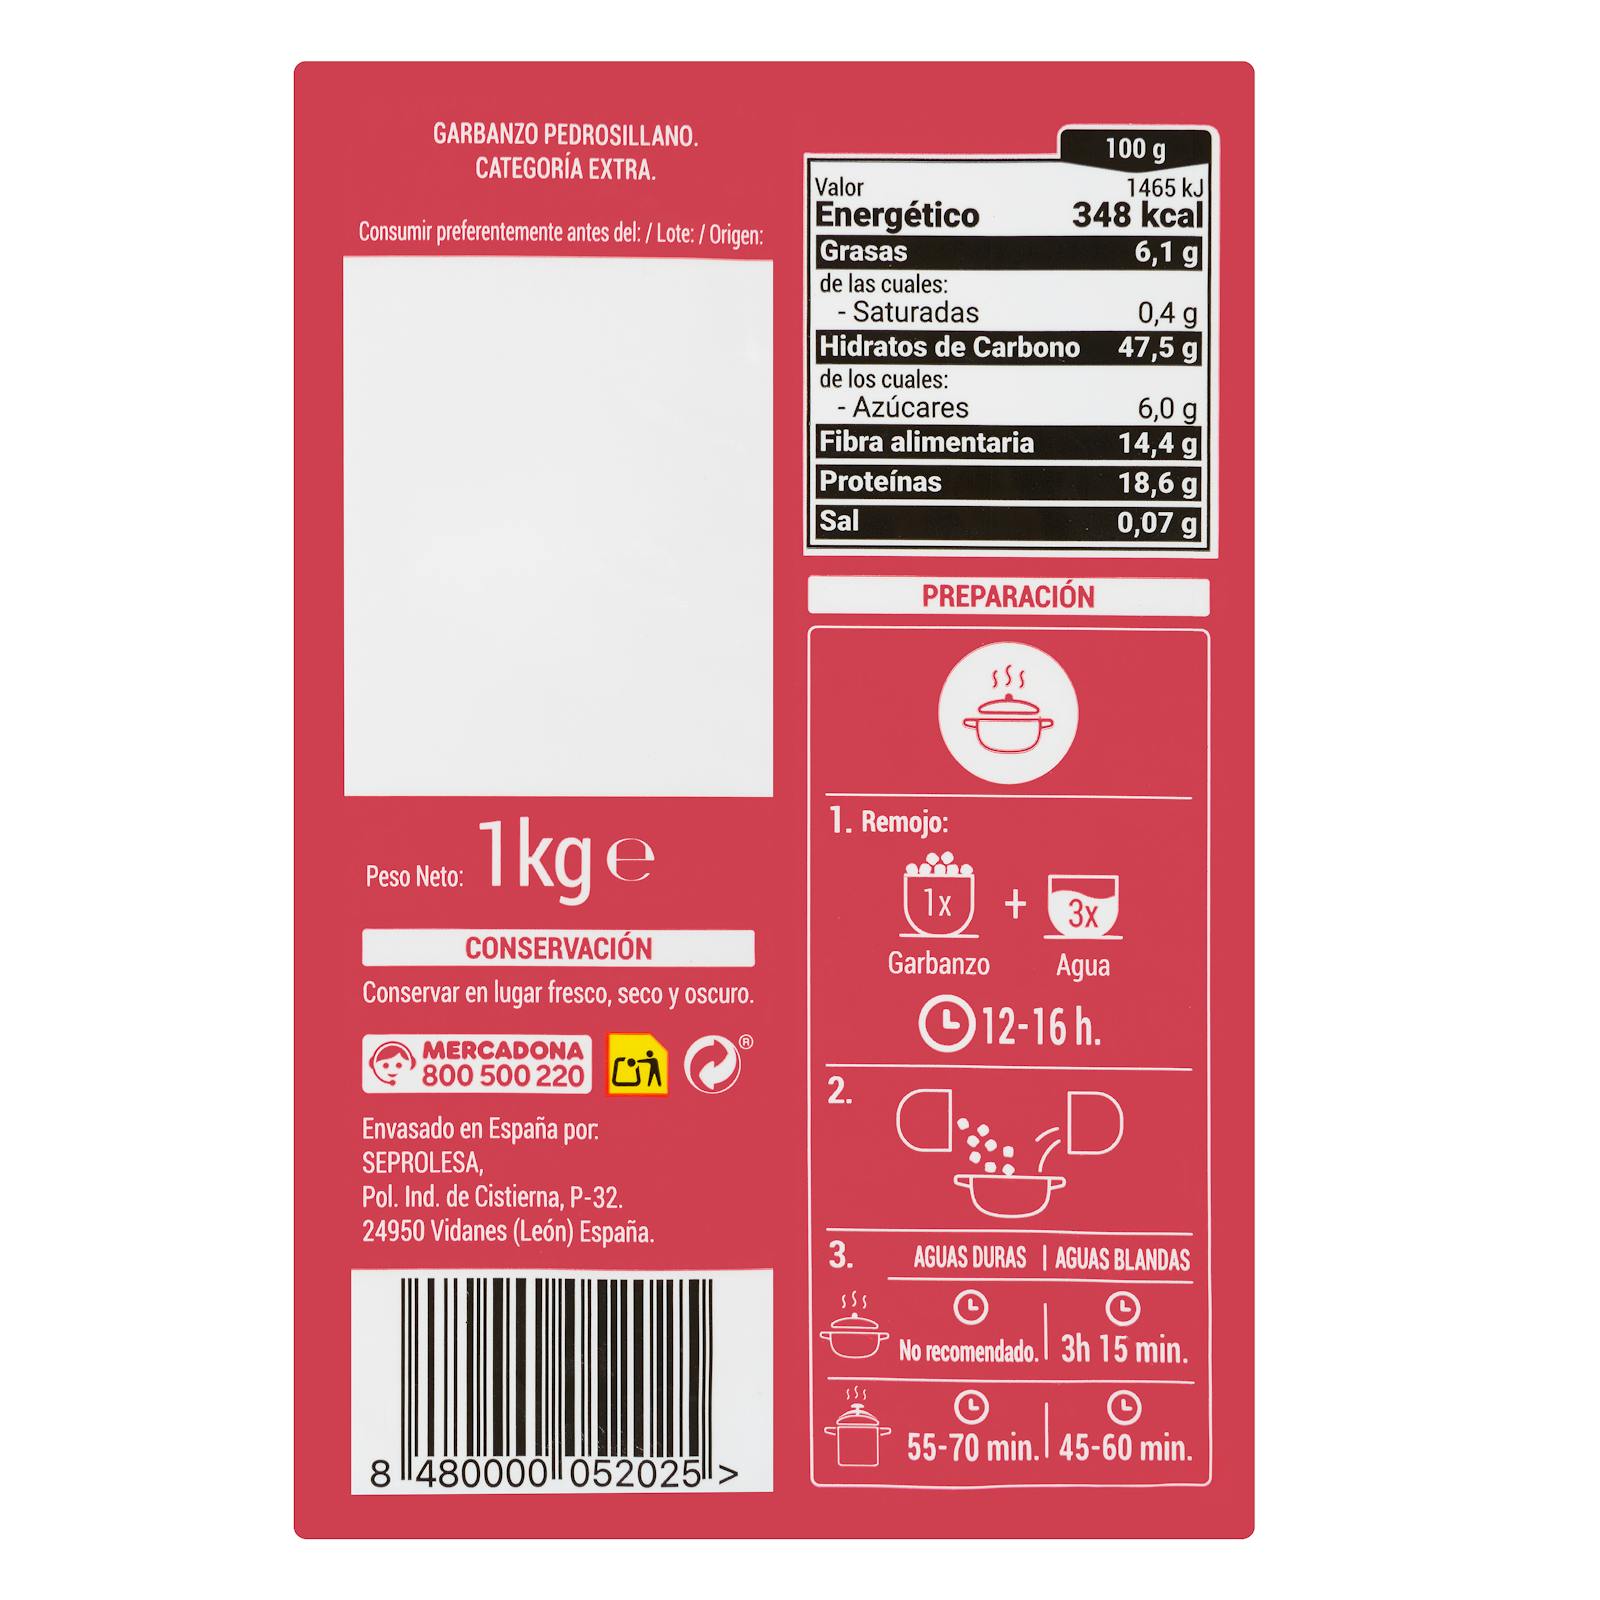 GARBANZO PEDROSILLANO.
CATEGORÍA EXTRA.
Consumir preferentemente antes del: / Lote: / Origen:
Peso Neto: 1kg ℮
CONSERVACIÓN
Conservar en lugar fresco, seco y oscuro.
MERCADONA
800 500 220
®
Envasado en España por:
SEPROLESA,
Pol. Ind. de Cistierna, P-32.
24950 Vidanes (León) España.
8 480000 052025 >
100 g
Valor 1465 kJ
Energético 348 kcal
Grasas 6,1 g
de las cuales:
- Saturadas 0,4 g
Hidratos de Carbono 47,5 g
de los cuales:
- Azúcares 6,0 g
Fibra alimentaria 14,4 g
Proteínas 18,6 g
Sal 0,07 g
PREPARACIÓN
1. Remojo:
1x + 3x
Garbanzo Agua
12-16 h.
2.
3. AGUAS DURAS | AGUAS BLANDAS
No recomendado. 3h 15 min.
55-70 min. 45-60 min.